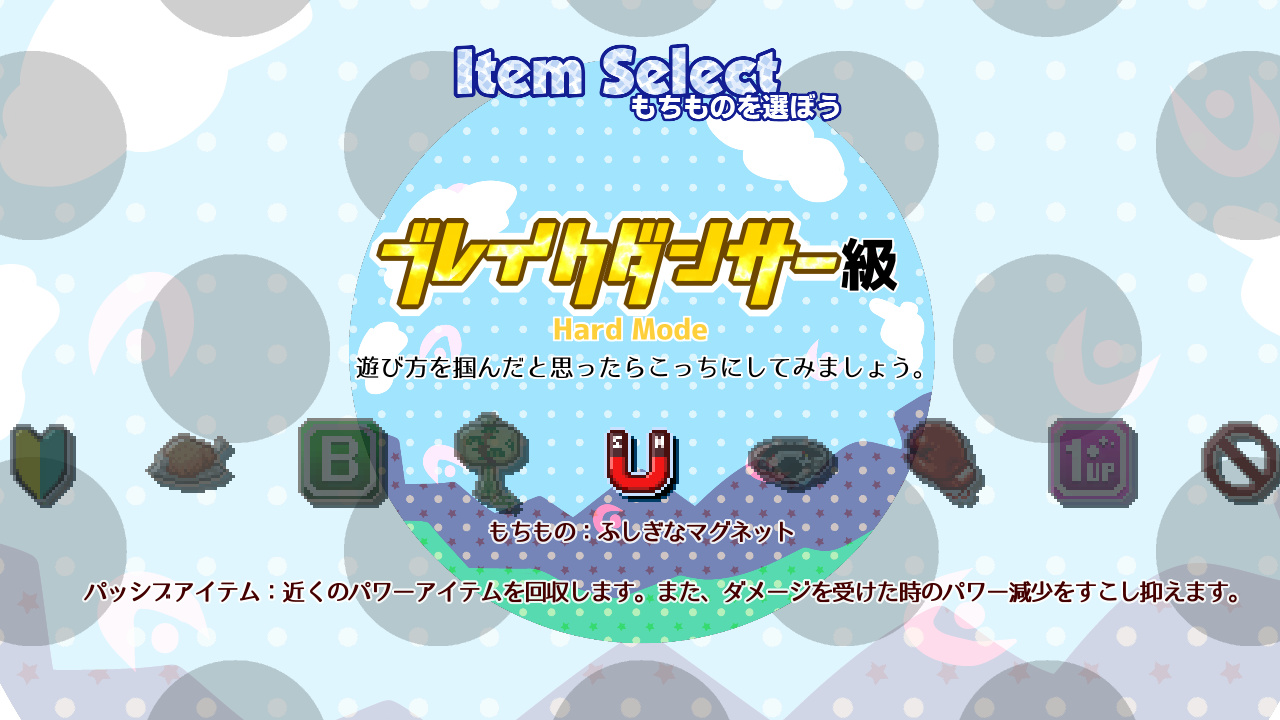 Item Select
もちものを選ぼう
ブレイクダンサー級
Hard Mode
遊び方を掴んだと思ったらこっちにしてみましょう。
B
S N
1UP
もちもの：ふしぎなマグネット
パッシブアイテム：近くのパワーアイテムを回収します。また、ダメージを受けた時のパワー減少をすこし抑えます。